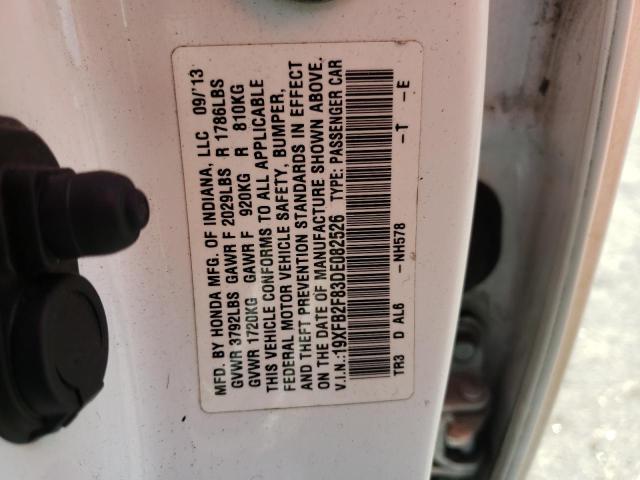 MFD. BY HONDA MFG. OF INDIANA, LLC 09/'13
GVWR 3792LBS GAWR F 2029LBS R 1786LBS
GVWR 1720KG GAWR F 920KG R 810KG
THIS VEHICLE CONFORMS TO ALL APPLICABLE
FEDERAL MOTOR VEHICLE SAFETY, BUMPER,
AND THEFT PREVENTION STANDARDS IN EFFECT
ON THE DATE OF MANUFACTURE SHOWN ABOVE.
V.I.N.:19XFB2F83DE082526 TYPE: PASSENGER CAR
TR3 D AL6 -NH578 -T -E